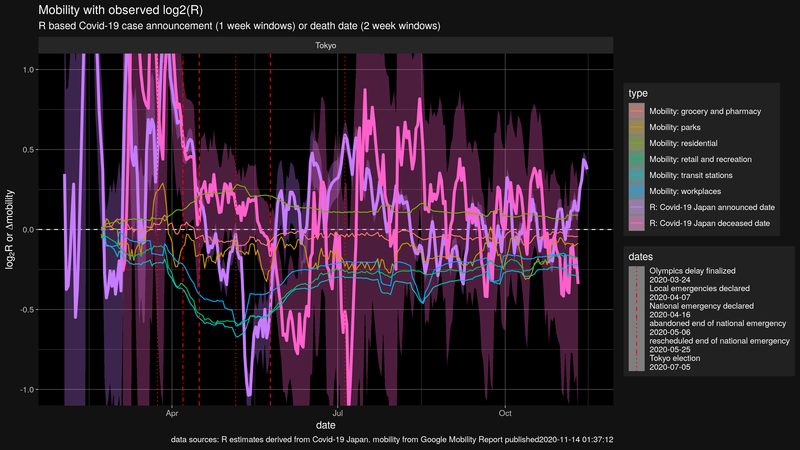 Mobility with observed log2(R)
R based Covid-19 case announcement (1 week windows) or death date (2 week windows)
Tokyo
1.0
0.5
0.0
-0.5
-1.0
log₂R or Δmobility
Apr
Jul
Oct
date
data sources: R estimates derived from Covid-19 Japan. mobility from Google Mobility Report published2020-11-14 01:37:12
type
Mobility: grocery and pharmacy
Mobility: parks
Mobility: residential
Mobility: retail and recreation
Mobility: transit stations
Mobility: workplaces
R: Covid-19 Japan announced date
R: Covid-19 Japan deceased date
dates
Olympics delay finalized
2020-03-24
Local emergencies declared
2020-04-07
National emergency declared
2020-04-16
abandoned end of national emergency
2020-05-06
rescheduled end of national emergency
2020-05-25
Tokyo election
2020-07-05